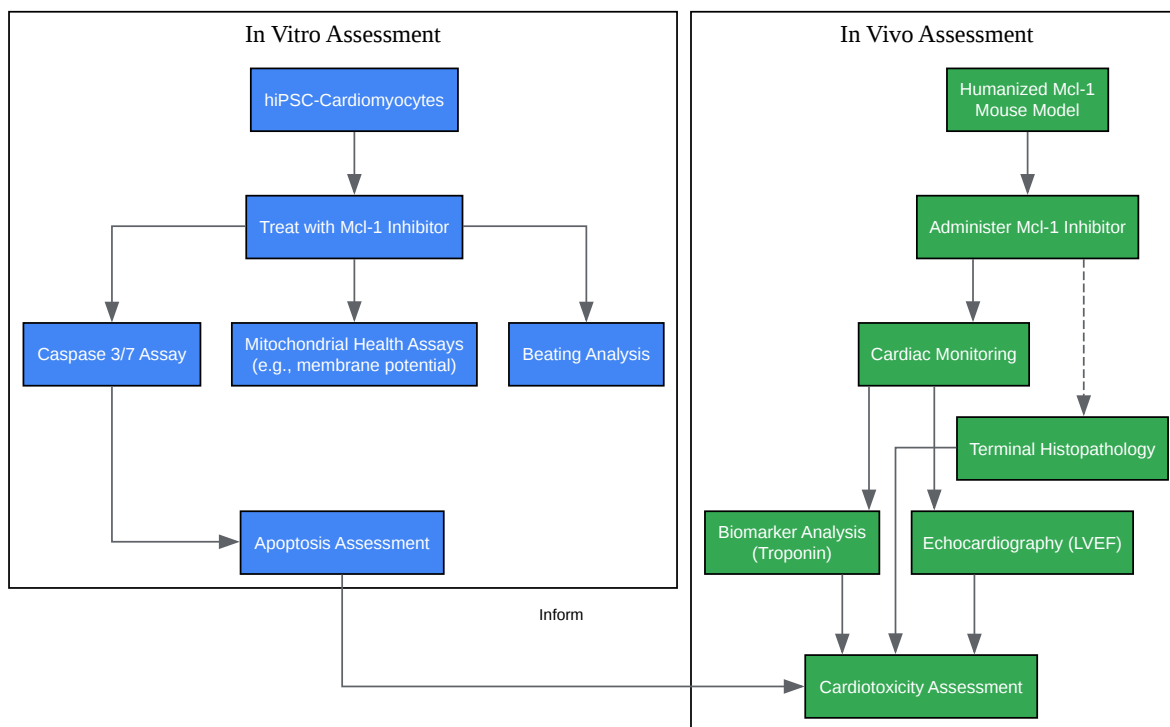 In Vitro Assessment
hiPSC-Cardiomyocytes
Treat with Mcl-1 Inhibitor
Caspase 3/7 Assay
Mitochondrial Health Assays
(e.g., membrane potential)
Beating Analysis
Apoptosis Assessment
Inform
In Vivo Assessment
Humanized Mcl-1
Mouse Model
Administer Mcl-1 Inhibitor
Cardiac Monitoring
Terminal Histopathology
Biomarker Analysis
(Troponin)
Echocardiography (LVEF)
Cardiotoxicity Assessment